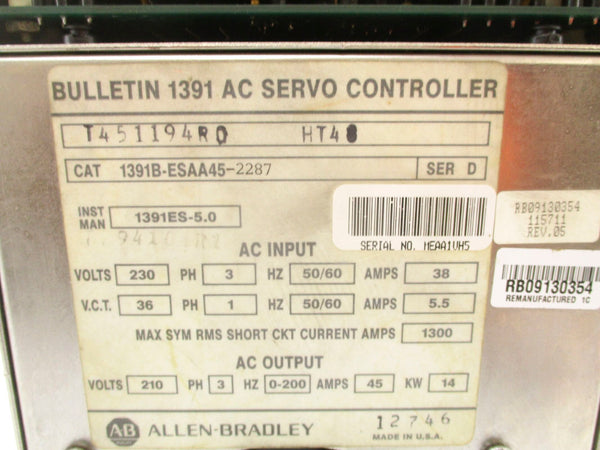 BULLETIN 1391 AC SERVO CONTROLLER
T451194R0 HT48
CAT 1391B-ESAA45-2287 SER D
INST MAN 1391ES-5.0
SERIAL NO. MEAA1VH5
RB09130354
115711
REV.05
RB09130354
REMANUFACTURED 1C
AC INPUT
VOLTS 230 PH 3 HZ 50/60 AMPS 38
V.C.T. 36 PH 1 HZ 50/60 AMPS 5.5
MAX SYM RMS SHORT CKT CURRENT AMPS 1300
AC OUTPUT
VOLTS 210 PH 3 HZ 0-200 AMPS 45 KW 14
AB ALLEN-BRADLEY
12746
MADE IN U.S.A.